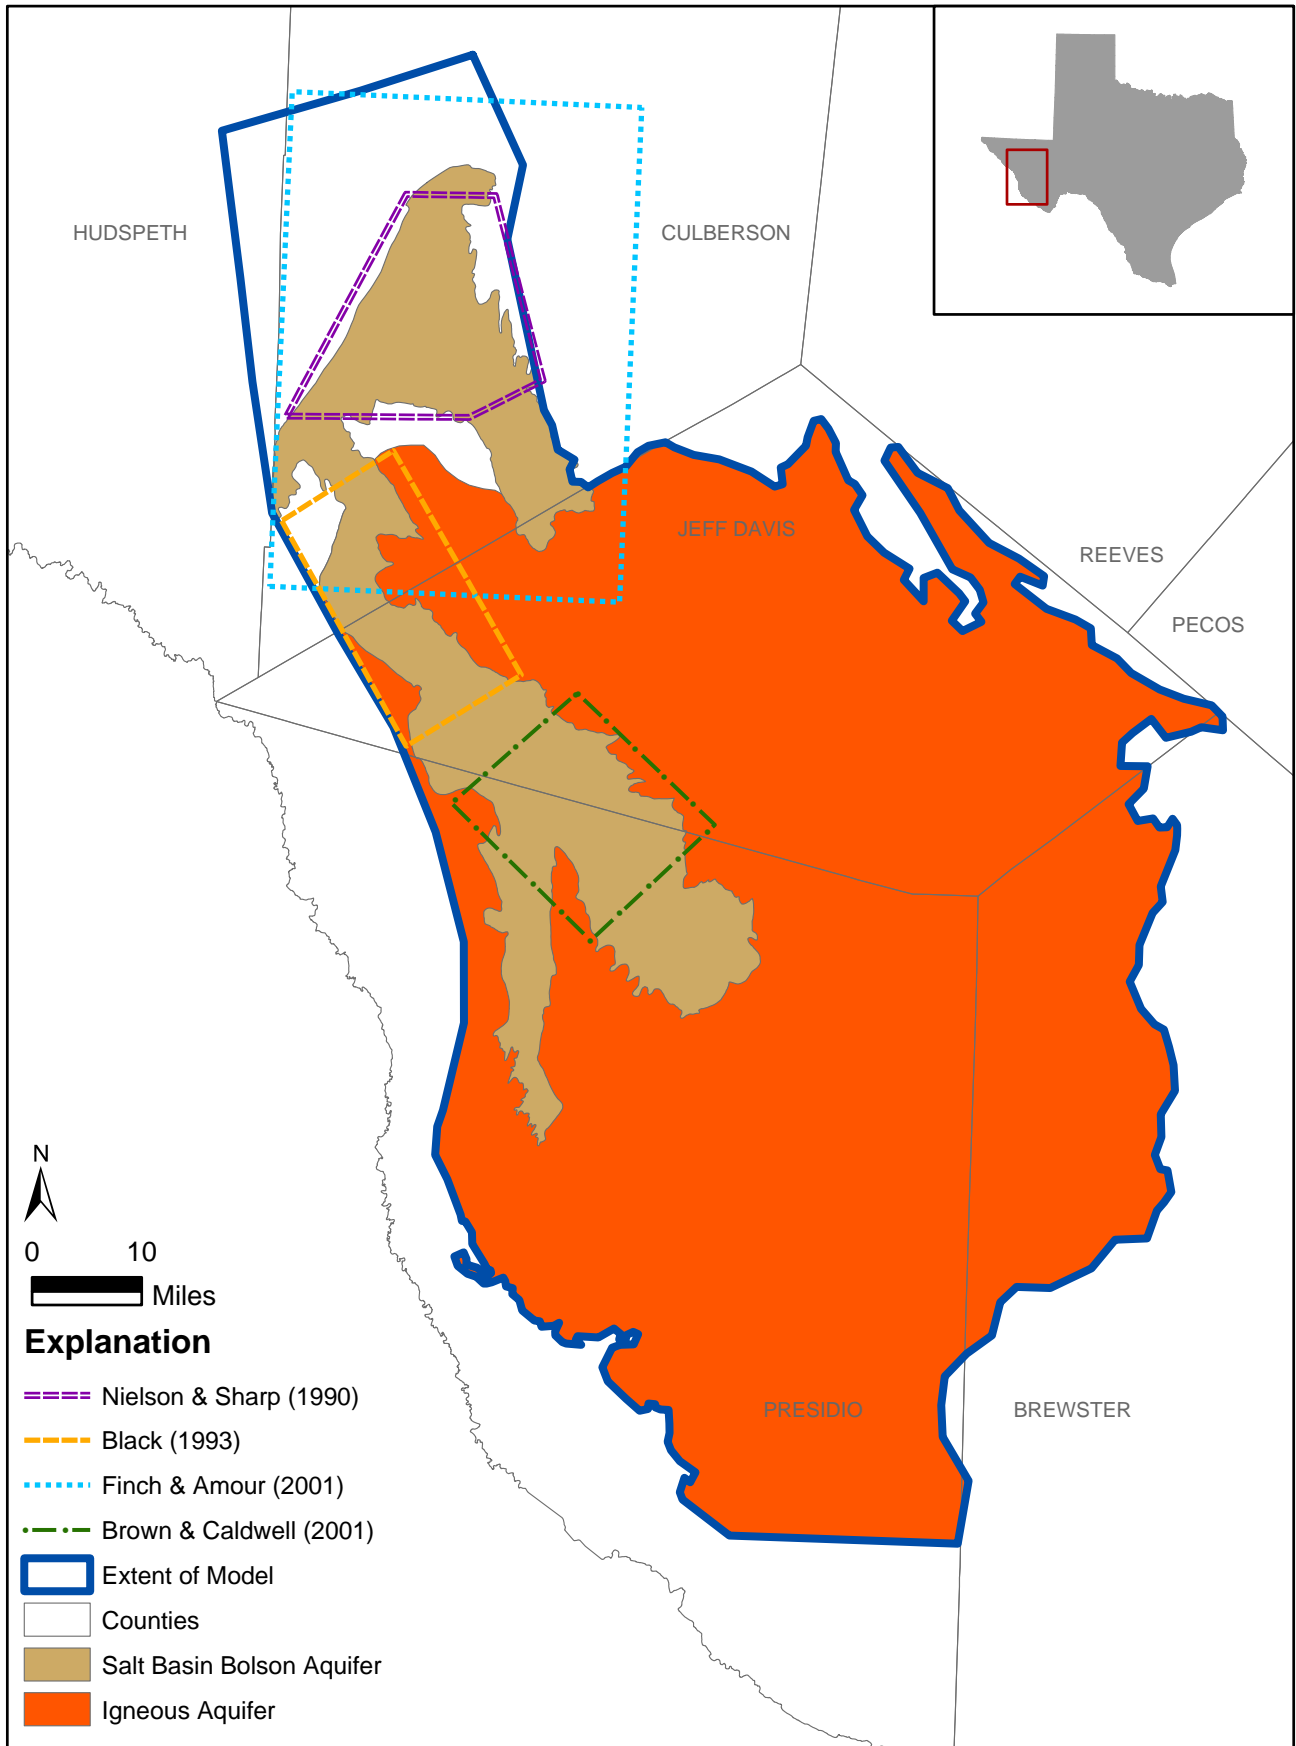 HUDSPETH
CULBERSON
JEFF DAVIS
REEVES
PECOS
N
0 10
Miles
Explanation
Nielson & Sharp (1990)
Black (1993)
Finch & Amour (2001)
Brown & Caldwell (2001)
Extent of Model
Counties
Salt Basin Bolson Aquifer
Igneous Aquifer
PRESIDIO
BREWSTER